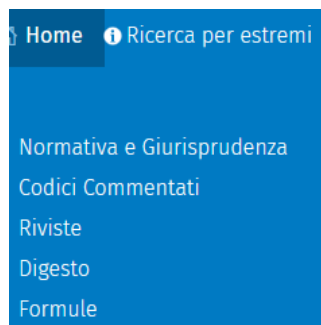 Home Ricerca per estremi
Normativa e Giurisprudenza
Codici Commentati
Riviste
Digesto
Formule